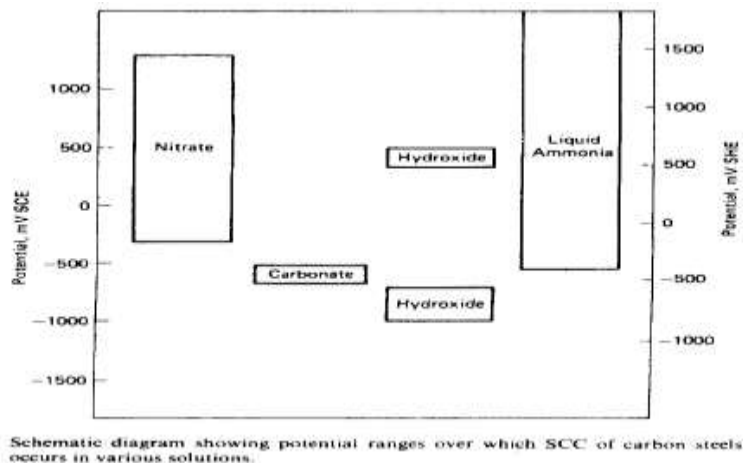 1000
500
0
−500
−1000
−1500
Potential, mV SCE
Nitrate
Carbonate
Hydroxide
Hydroxide
Liquid
Ammonia
1500
1000
500
0
−500
−1000
Potential, mV SHE
Schematic diagram showing potential ranges over which SCC of carbon steels
occurs in various solutions.